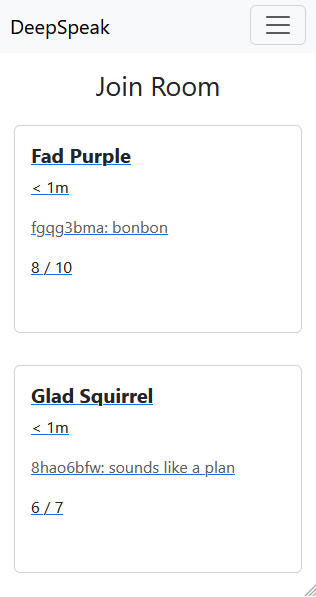 DeepSpeak
Join Room
Fad Purple
< 1m
fgqg3bma: bonbon
8 / 10
Glad Squirrel
< 1m
8hao6bfw: sounds like a plan
6 / 7